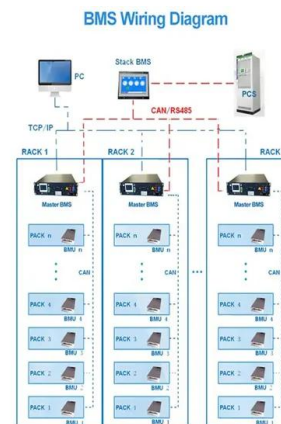 BMS Wiring Diagram
PC
Stack BMS
PCS
CAN/RS485
TCP/IP
RACK 1
RACK 2
RACK
Master BMS
Master BMS
Master BMS
PACK n
BMU n
PACK n
BMU n
PACK n
BMU n
CAN
CAN
CAN
PACK 4
BMU 4
PACK 4
BMU 4
PACK 4
BMU 4
PACK 3
BMU 3
PACK 3
BMU 3
PACK 3
BMU 3
PACK 2
BMU 2
PACK 2
BMU 2
PACK 2
BMU 2
PACK 1
PACK 1
PACK 1